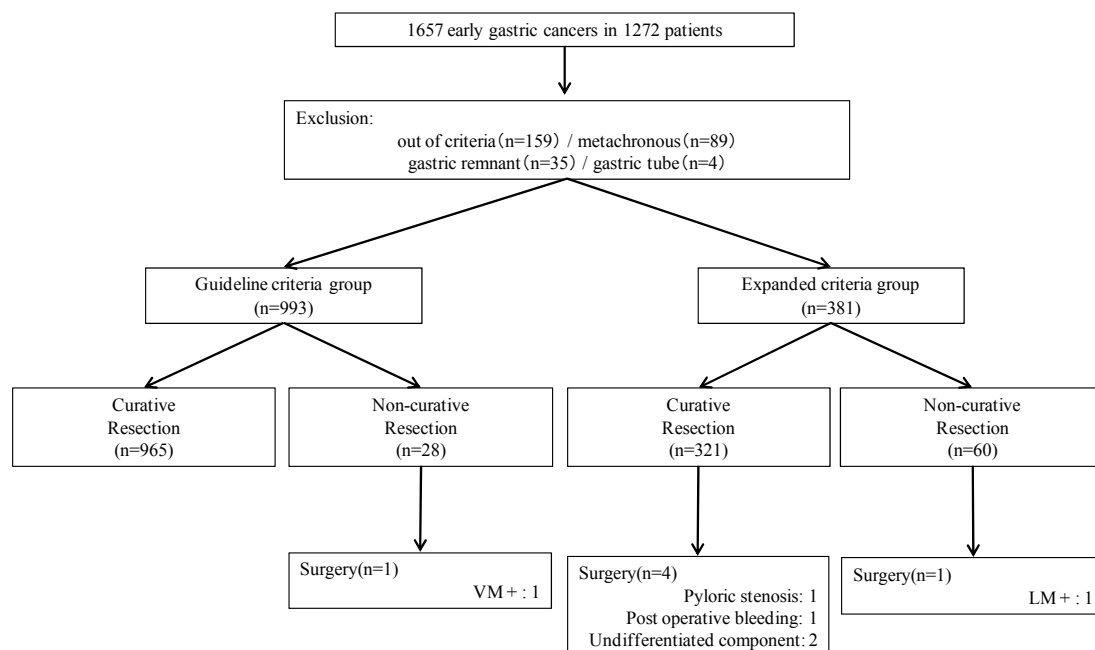 1657 early gastric cancers in 1272 patients
Exclusion:
out of criteria(n=159) / metachronous(n=89)
gastric remnant(n=35) / gastric tube(n=4)
Guideline criteria group
(n=993)
Expanded criteria group
(n=381)
Curative
Resection
(n=965)
Non-curative
Resection
(n=28)
Curative
Resection
(n=321)
Non-curative
Resection
(n=60)
Surgery(n=1)
VM+ : 1
Surgery(n=4)
Pyloric stenosis: 1
Post operative bleeding: 1
Undifferentiated component: 2
Surgery(n=1)
LM+ : 1